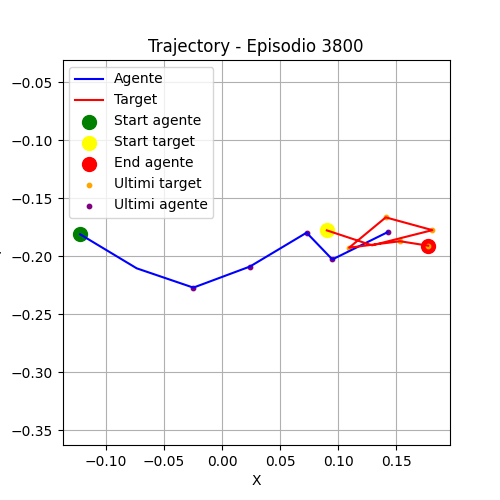 Trajectory - Episodio 3800
Agente
Target
Start agente
Start target
End agente
Ultimi target
Ultimi agente
−0.05
−0.10
−0.15
−0.20
−0.25
−0.30
−0.35
−0.10
−0.05
0.00
0.05
0.10
0.15
X